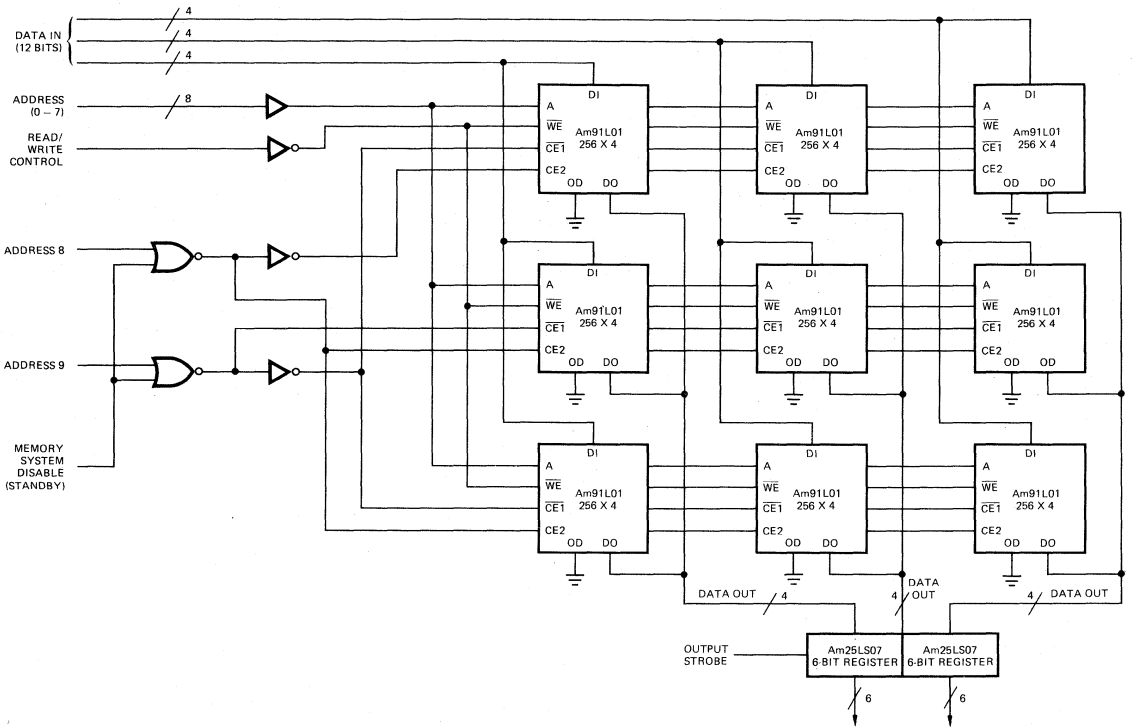 DATA IN
(12 BITS)
4
4
4
ADDRESS
(0 – 7)
8
READ/
WRITE
CONTROL
ADDRESS 8
ADDRESS 9
MEMORY
SYSTEM
DISABLE
(STANDBY)
DI
A
WE
CE1
CE2
Am91L01
256 X 4
OD DO
DI
A
WE
CE1
CE2
Am91L01
256 X 4
OD DO
DI
A
WE
CE1
CE2
Am91L01
256 X 4
OD DO
DI
A
WE
CE1
CE2
Am91L01
256 X 4
OD DO
DI
A
WE
CE1
CE2
Am91L01
256 X 4
OD DO
DI
A
WE
CE1
CE2
Am91L01
256 X 4
OD OD
DI
A
WE
CE1
CE2
Am91L01
256 X 4
OD DO
DI
A
WE
CE1
CE2
Am91L01
256 X 4
OD DO
DI
A
WE
CE1
CE2
Am91L01
256 X 4
OD DO
DATA OUT 4
4 DATA
OUT
4 DATA OUT
OUTPUT
STROBE
Am25LS07
6-BIT REGISTER
Am25LS07
6-BIT REGISTER
6
6